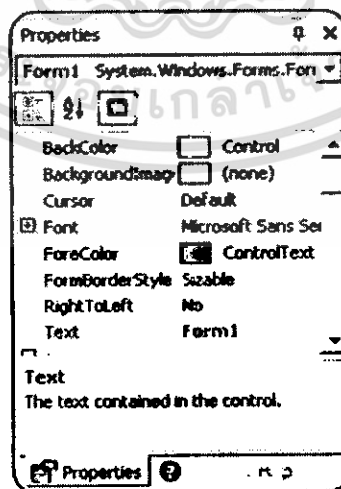 Properties
Form1 System.Windows.Forms.Forn
BackColor Control
BackgroundImag (none)
Cursor Default
Font Microsoft Sans Ser
ForeColor ControlText
FormBorderStyle Sizable
RightToLeft No
Text Form1
Text
The text contained in the control.
Properties